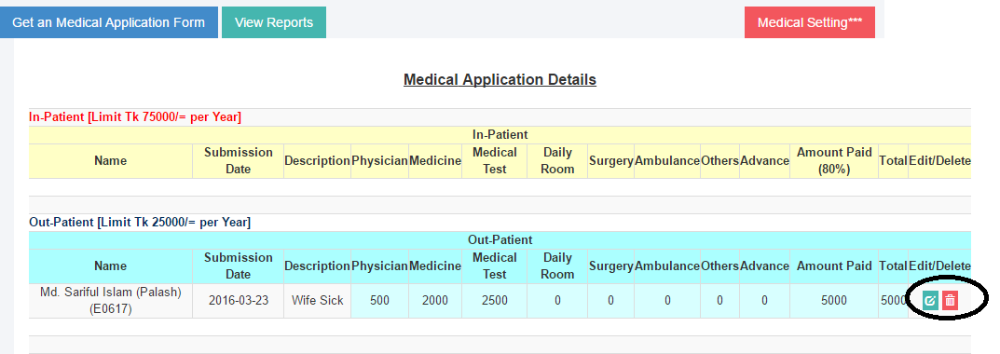 Get an Medical Application Form View Reports Medical Setting***
Medical Application Details
In-Patient [Limit Tk 75000/= per Year]
In-Patient
Name Submission Date Description Physician Medicine Medical Test Daily Room Surgery Ambulance Others Advance Amount Paid (80%) Total Edit/Delete
Out-Patient [Limit Tk 25000/= per Year]
Out-Patient
Name Submission Date Description Physician Medicine Medical Test Daily Room Surgery Ambulance Others Advance Amount Paid Total Edit/Delete
Md. Sariful Islam (Palash) (E0617) 2016-03-23 Wife Sick 500 2000 2500 0 0 0 0 0 5000 5000